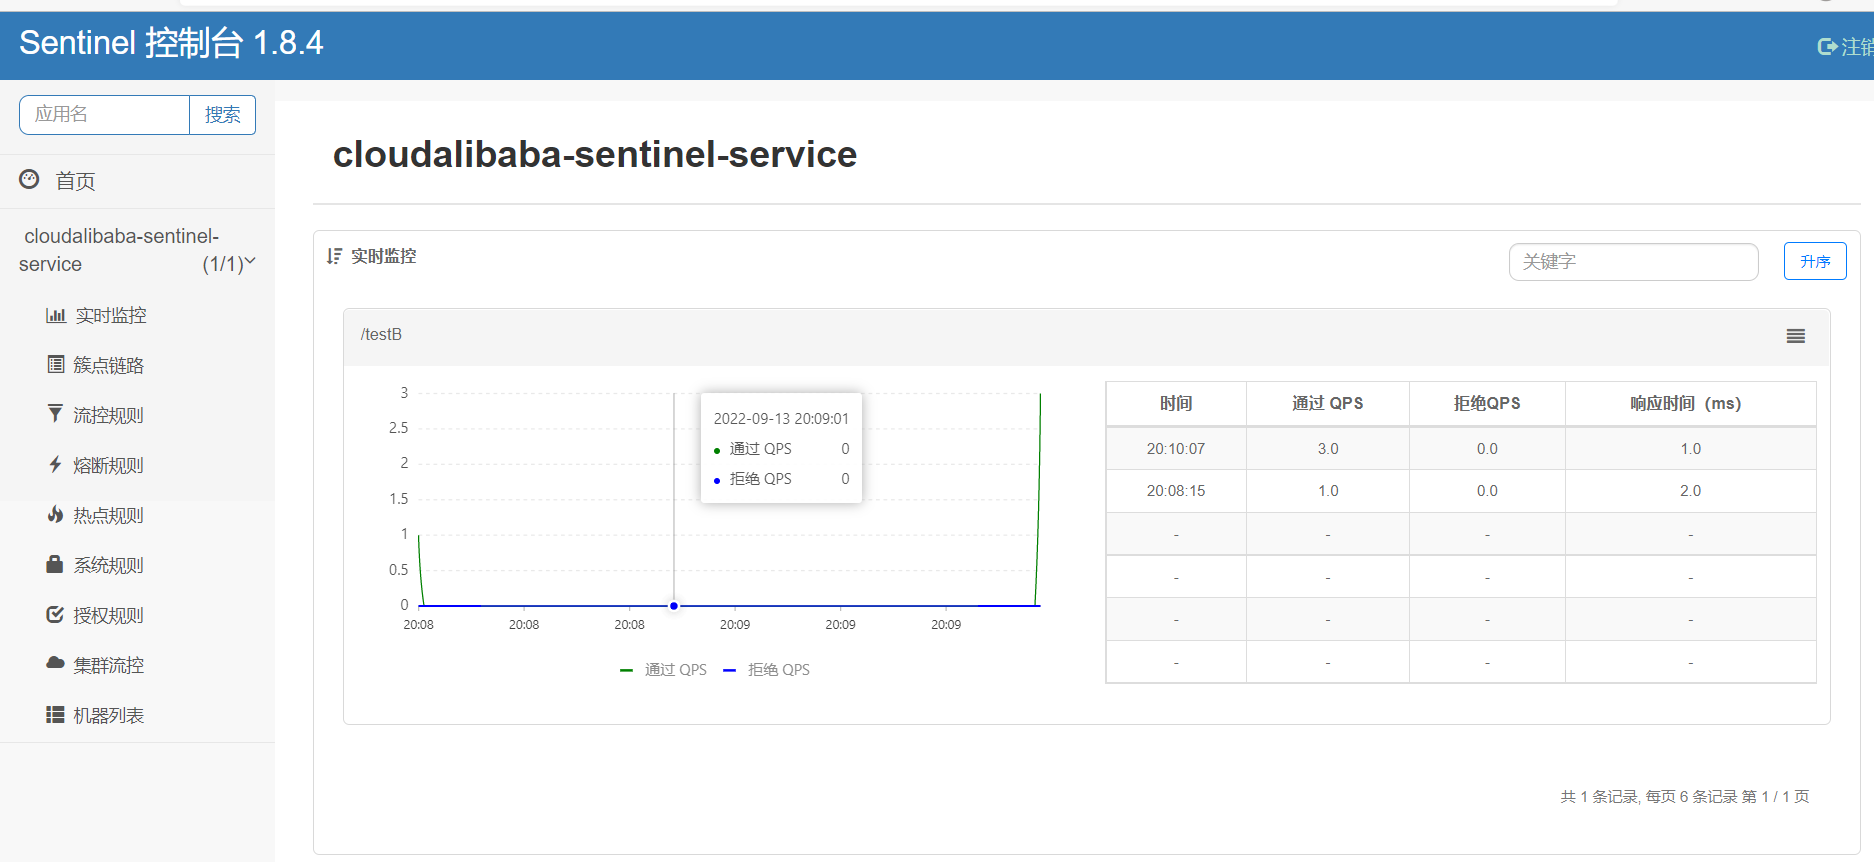 Sentinel 控制台 1.8.4
注销
应用名
搜索
首页
cloudalibaba-sentinel-
service (1/1)
实时监控
簇点链路
流控规则
熔断规则
热点规则
系统规则
授权规则
集群流控
机器列表
cloudalibaba-sentinel-service
实时监控
关键字
升序
/testB
3
2.5
2
1.5
1
0.5
0
20:08 20:08 20:08 20:09 20:09 20:09
2022-09-13 20:09:01
通过 QPS 0
拒绝 QPS 0
通过 QPS 拒绝 QPS
时间 通过 QPS 拒绝QPS 响应时间（ms）
20:10:07 3.0 0.0 1.0
20:08:15 1.0 0.0 2.0
- - - -
- - - -
- - - -
- - - -
共 1 条记录, 每页 6 条记录 第 1 / 1 页